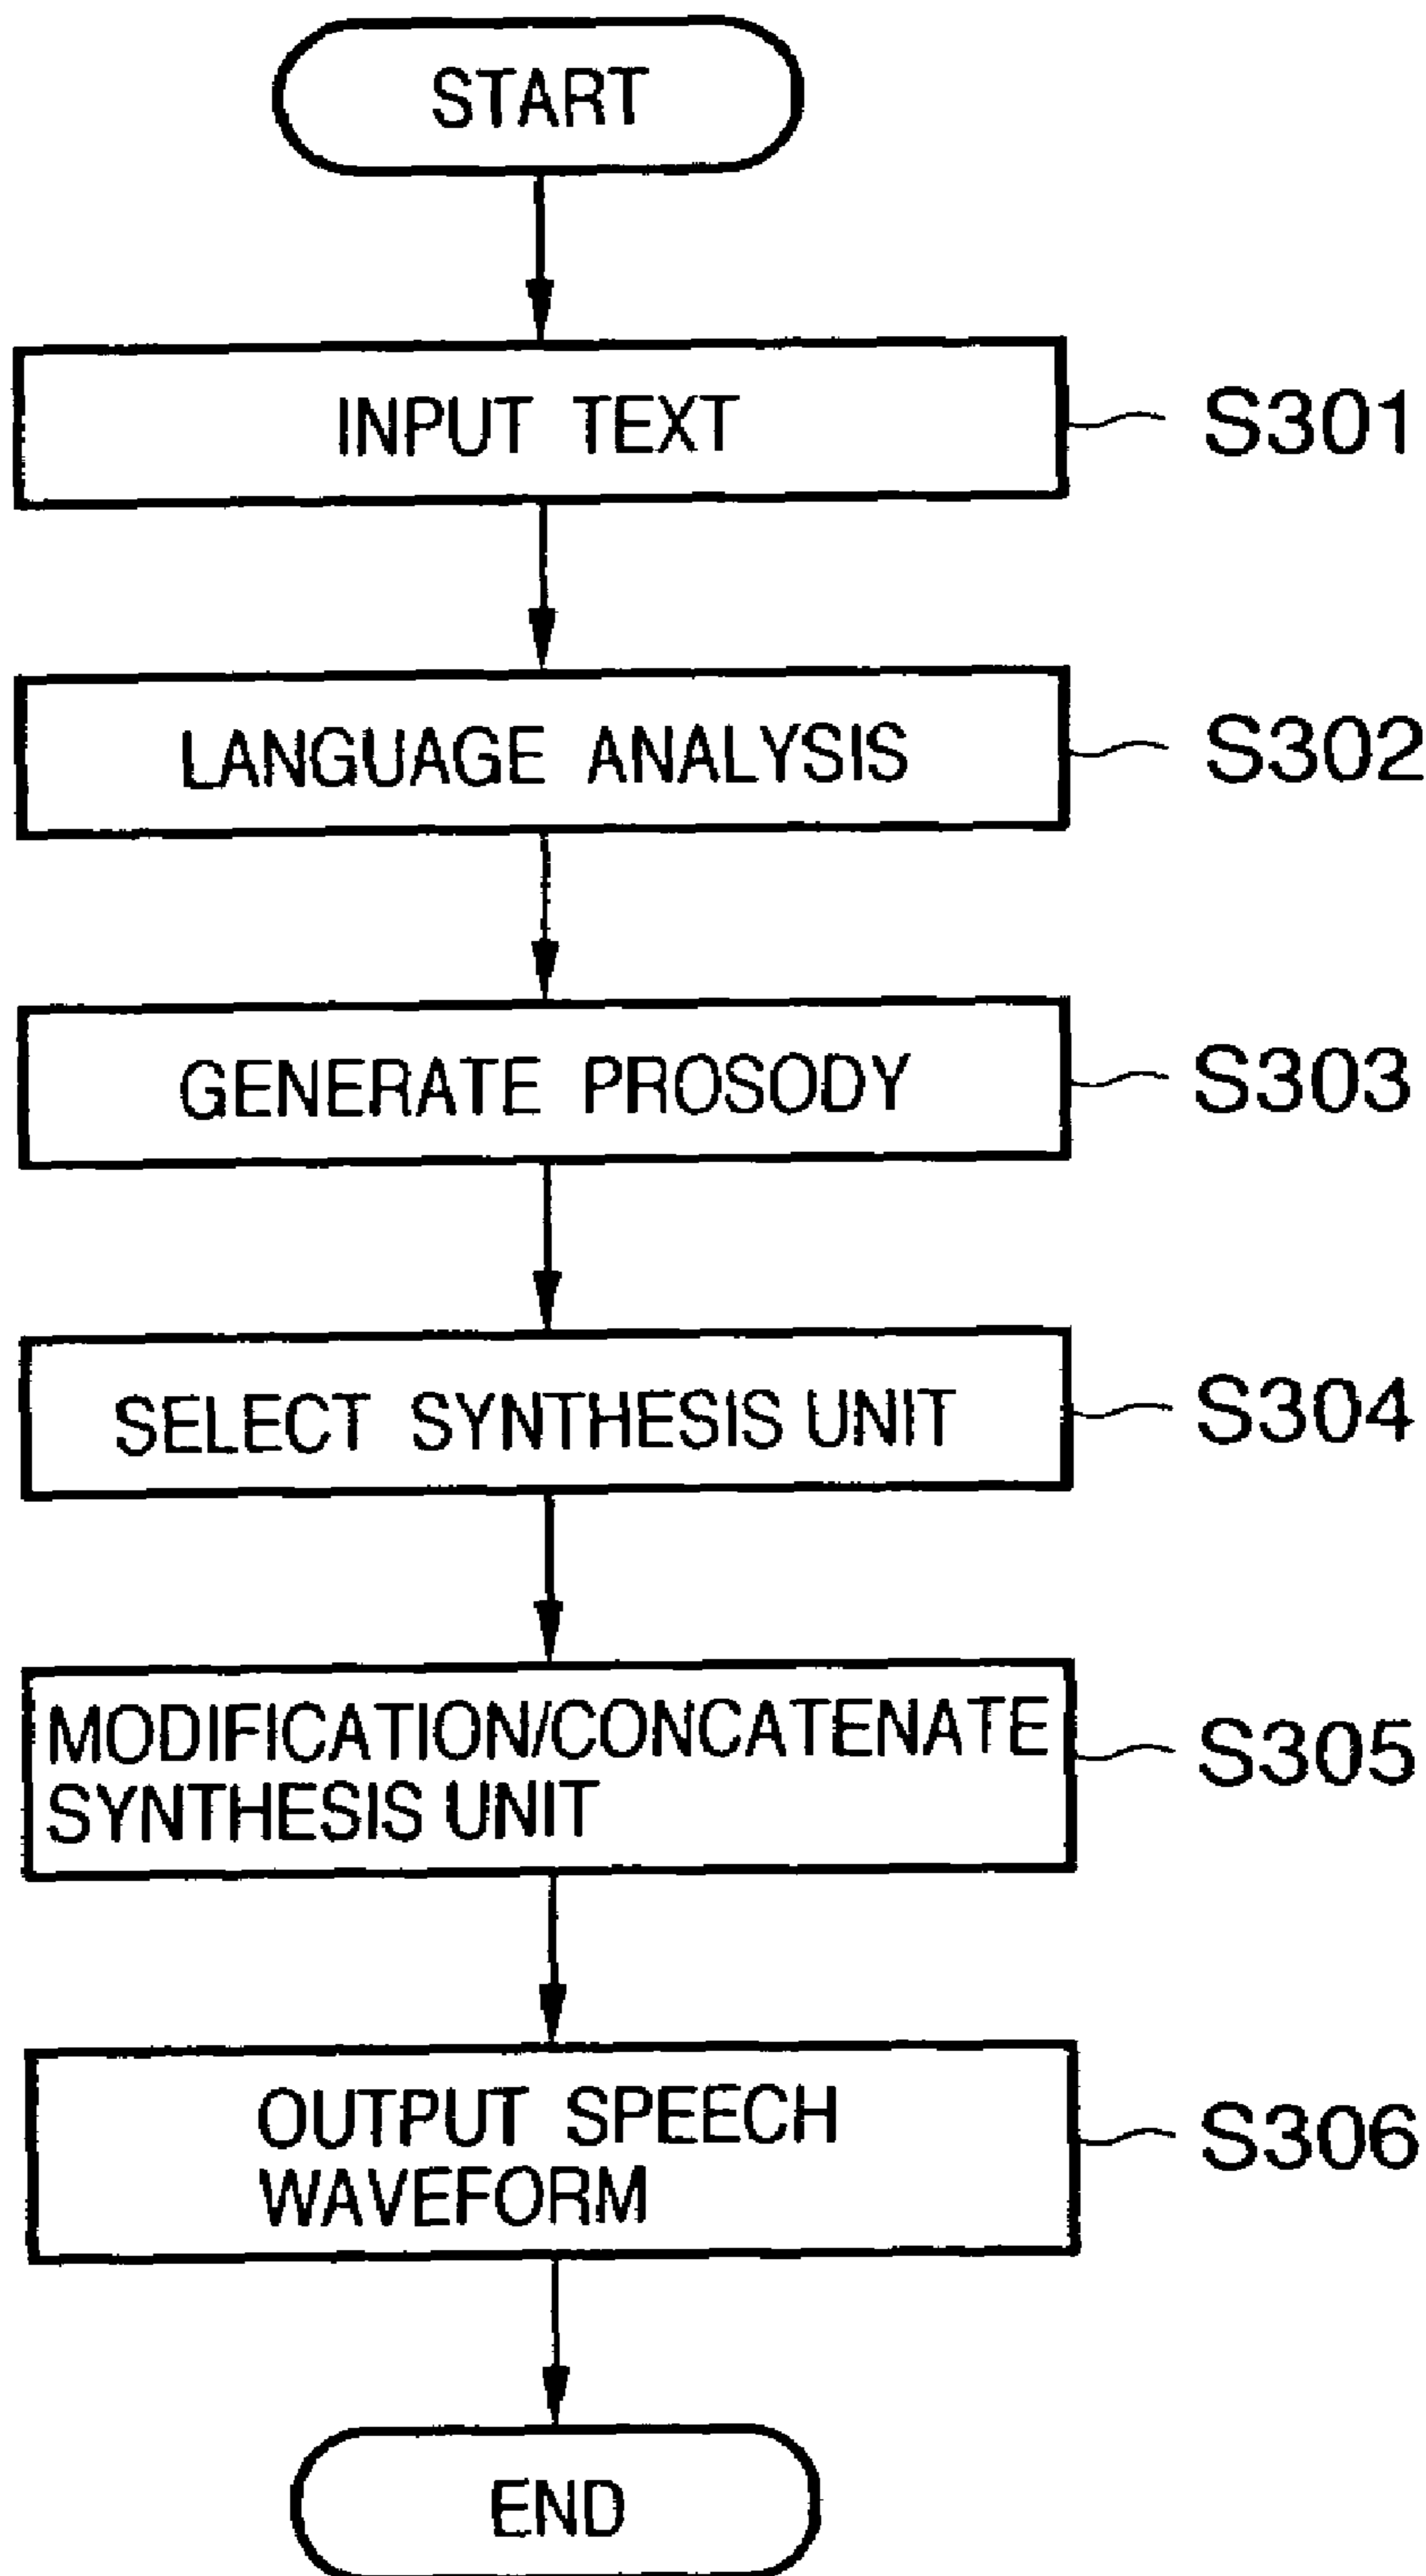 START
INPUT TEXT
S301
LANGUAGE ANALYSIS
S302
GENERATE PROSODY
S303
SELECT SYNTHESIS UNIT
S304
MODIFICATION/CONCATENATE
SYNTHESIS UNIT
S305
OUTPUT SPEECH
WAVEFORM
S306
END